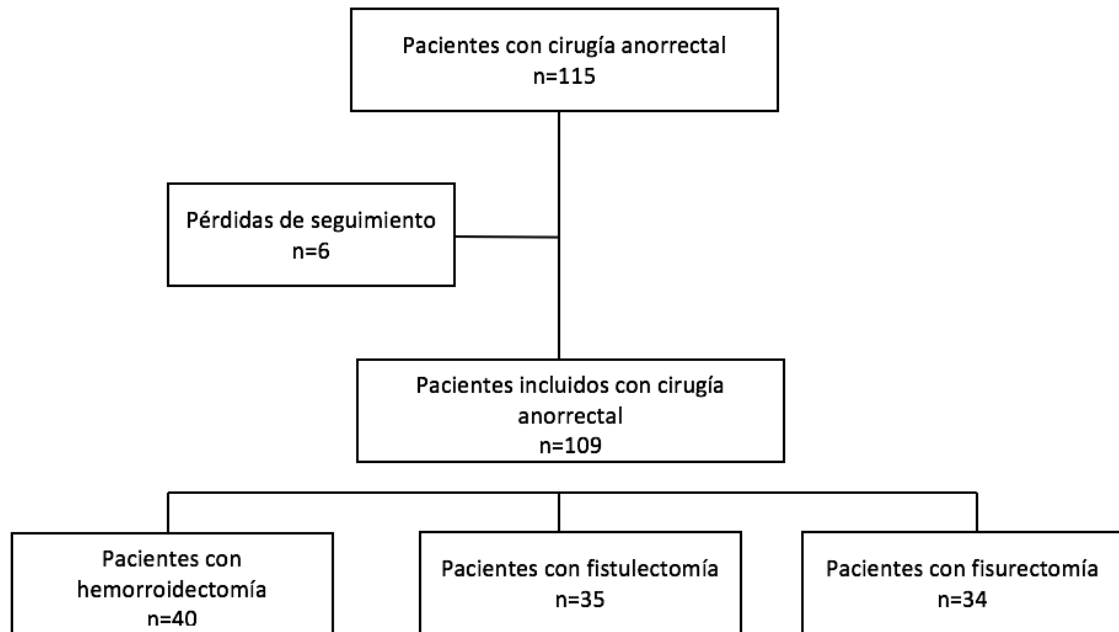 Pacientes con cirugía anorrectal
n=115
Pérdidas de seguimiento
n=6
Pacientes incluidos con cirugía
anorrectal
n=109
Pacientes con
hemorroidectomía
n=40
Pacientes con fistulectomía
n=35
Pacientes con fisurectomía
n=34